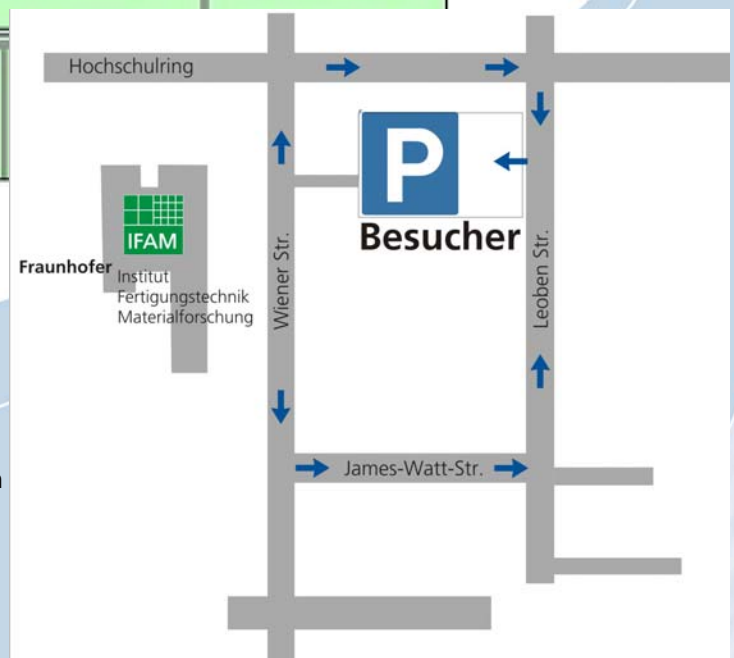 Hochschulring
P
Besucher
IFAM
Fraunhofer
Institut
Fertigungstechnik
Materialforschung
Wiener Str.
Leoben Str.
James-Watt-Str.